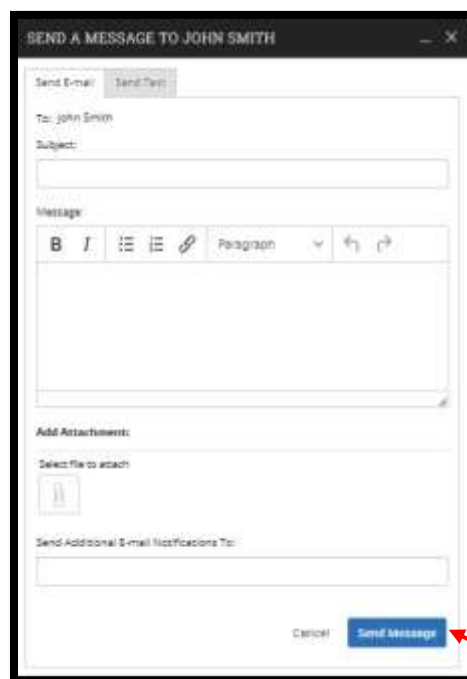 SEND A MESSAGE TO JOHN SMITH
Send E-mail Send Text
To: John Smith
Subject:
Message:
B I Paragraph
Add Attachment:
Select file to attach
Send Additional E-mail Notifications To:
Cancel Send Message